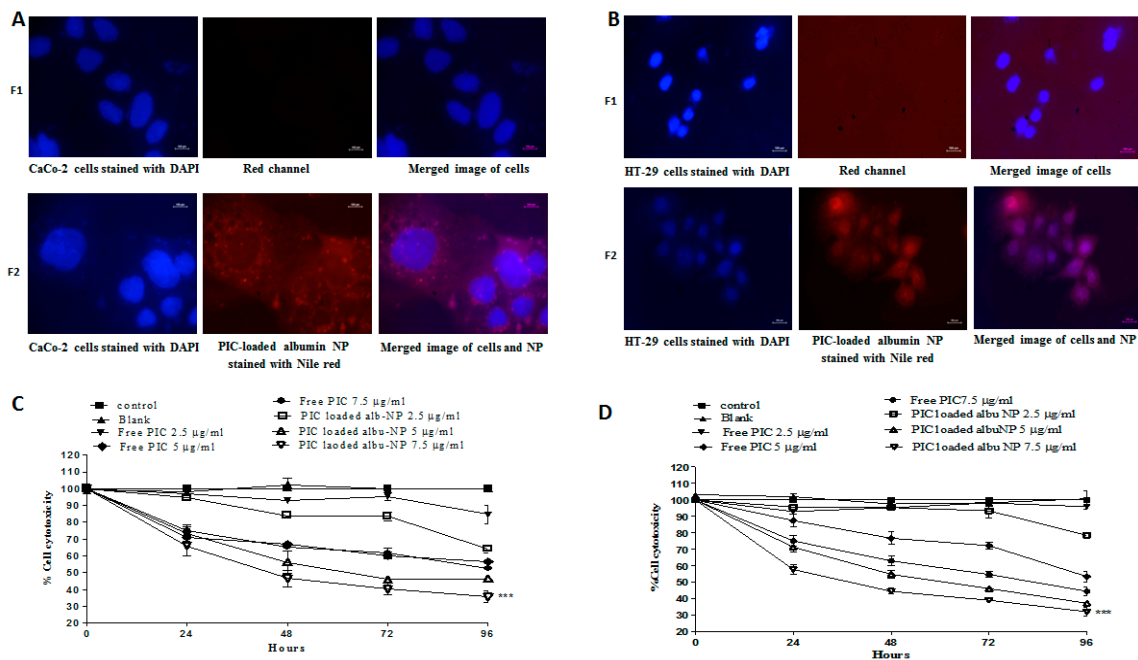 A
F1
CaCo-2 cells stained with DAPI
Red channel
Merged image of cells
F2
CaCo-2 cells stained with DAPI
PIC-loaded albumin NP
stained with Nile red
Merged image of cells and NP
B
F1
HT-29 cells stained with DAPI
Red channel
Merged image of cells
F2
HT-29 cells stained with DAPI
PIC-loaded albumin NP
stained with Nile red
Merged image of cells and NP
C
control
Blank
Free PIC 2.5 µg/ml
Free PIC 5 µg/ml
Free PIC 7.5 µg/ml
PIC loaded alb-NP 2.5 µg/ml
PIC loaded albu-NP 5 µg/ml
PIC laoded albu-NP 7.5 µg/ml
% Cell cytotoxicity
120
110
100
90
80
70
60
50
40
30
20
0
24
48
72
96
Hours
***
D
control
Blank
Free PIC 2.5 µg/ml
Free PIC 5 µg/ml
Free PIC7.5 µg/ml
PIC1oaded albu NP 2.5 µg/ml
PIC1oaded albuNP 5 µg/ml
PIC1oaded albu NP 7.5 µg/ml
%Cell cytotoxicity
120
110
100
90
80
70
60
50
40
30
20
0
24
48
72
96
Hours
***